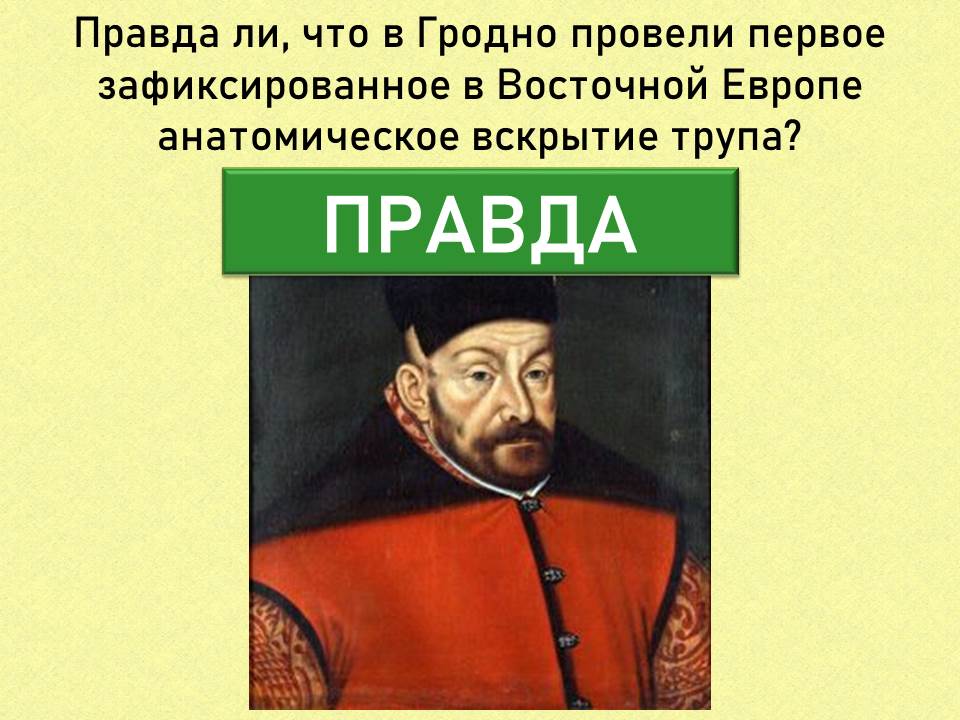 Правда ли, что в Гродно провели первое
зафиксированное в Восточной Европе
анатомическое вскрытие трупа?
ПРАВДА